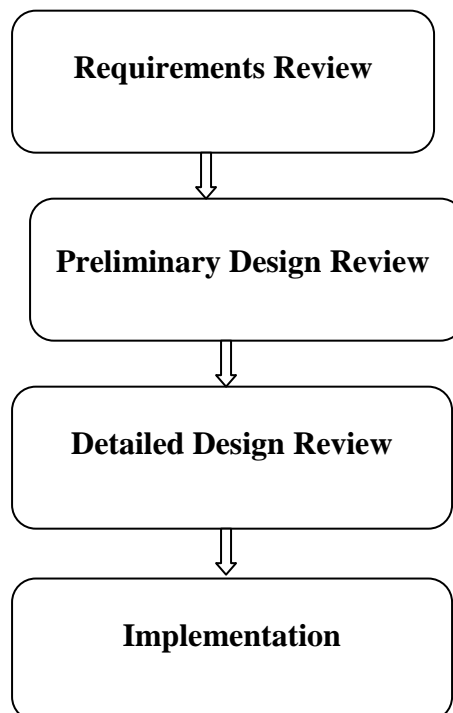 Requirements Review
Preliminary Design Review
Detailed Design Review
Implementation